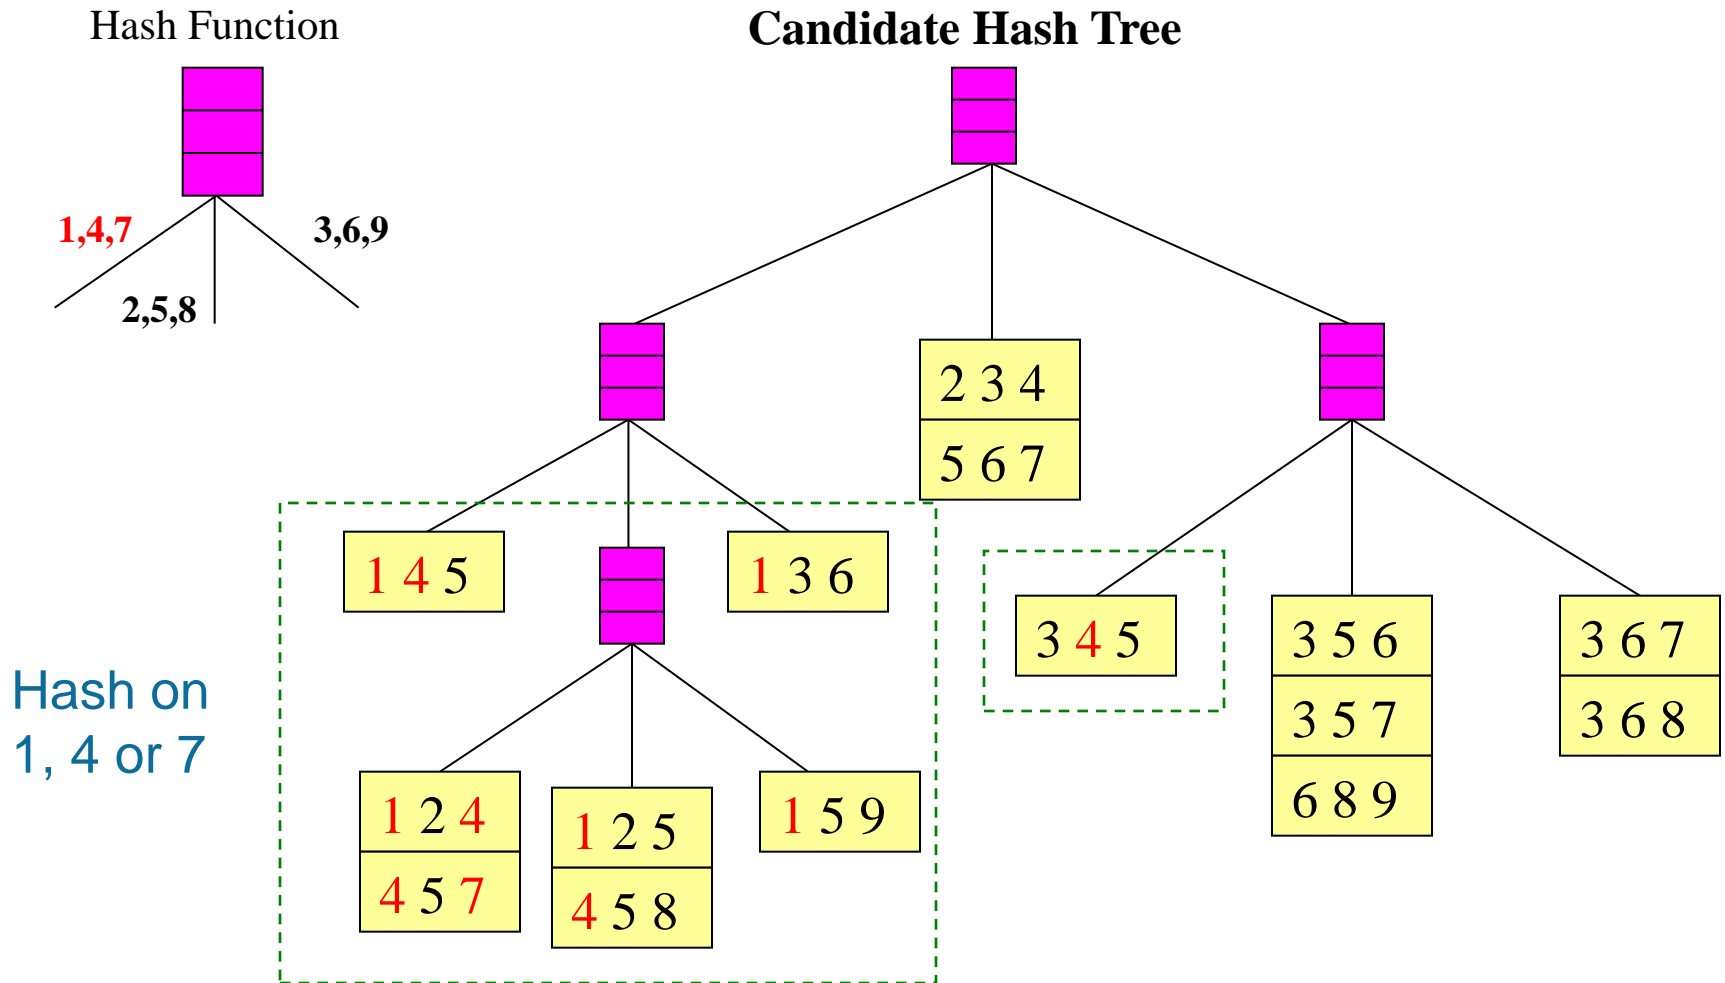 Hash Function
Candidate Hash Tree
1,4,7
3,6,9
2,5,8
2 3 4
5 6 7
1 4 5
1 3 6
3 4 5
3 5 6
3 6 7
3 5 7
3 6 8
6 8 9
Hash on
1, 4 or 7
1 2 4
1 2 5
1 5 9
4 5 7
4 5 8